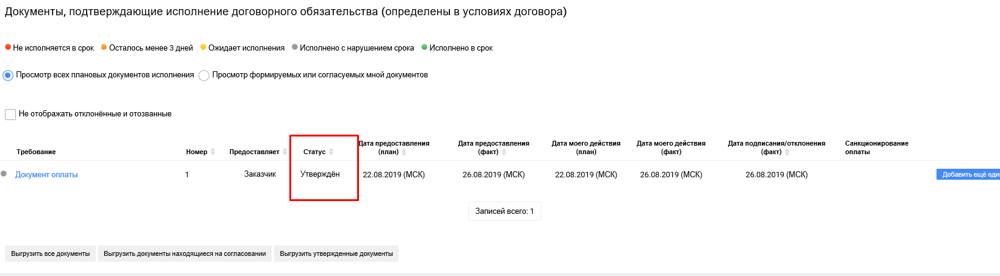 Документы, подтверждающие исполнение договорного обязательства (определены в условиях договора)
Не исполняется в срок Осталось менее 3 дней Ожидает исполнения Исполнено с нарушением срока Исполнено в срок
Просмотр всех плановых документов исполнения Просмотр формируемых или согласуемых мной документов
Не отображать отклонённые и отозванные
Требование Номер Предоставляет Статус Дата предоставления (план) Дата предоставления (факт) Дата моего действия (план) Дата моего действия (факт) Дата подписания/отклонения (факт) Санкционирование оплаты
Документ оплаты 1 Заказчик Утверждён 22.08.2019 (МСК) 26.08.2019 (МСК) 22.08.2019 (МСК) 26.08.2019 (МСК) 26.08.2019 (МСК) Добавить ещё
Записей всего: 1
Выгрузить все документы Выгрузить документы находящиеся на согласовании Выгрузить утвержденные документы